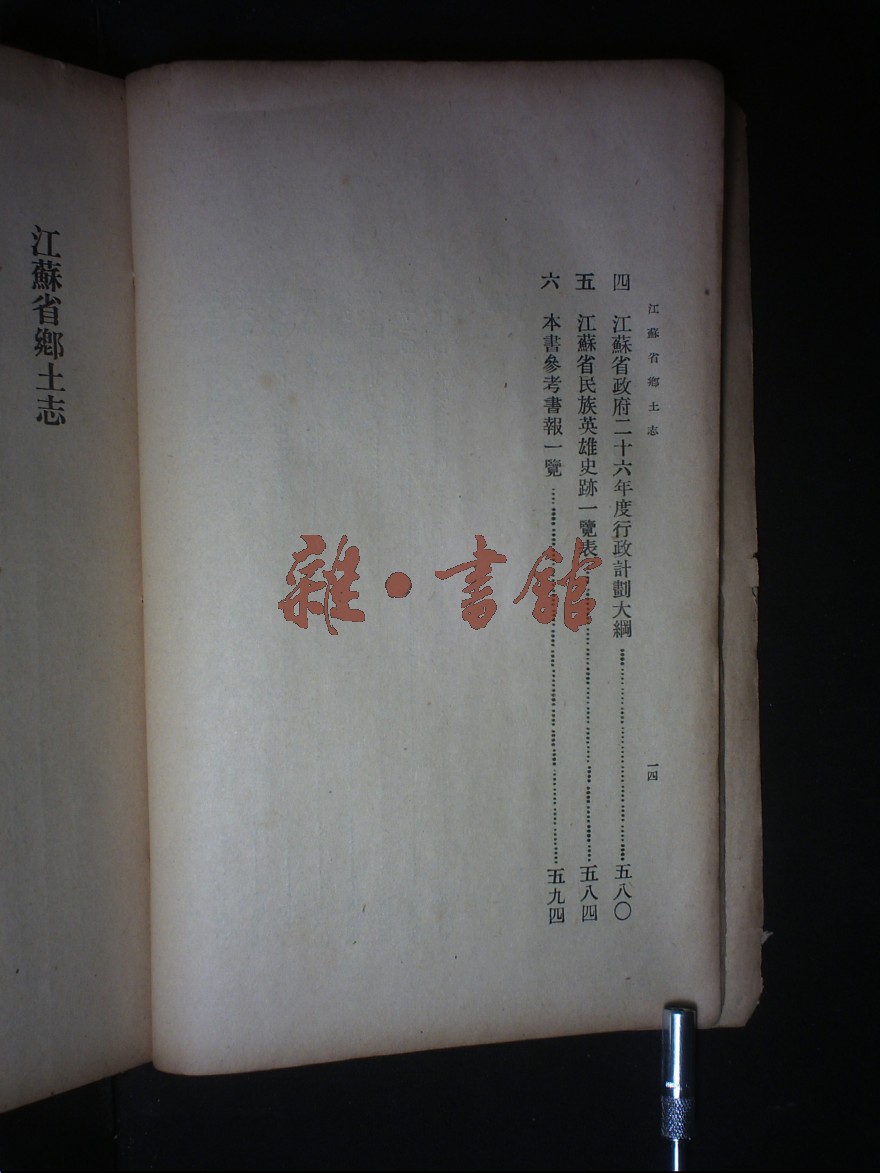 江蘇省鄉土志
一四
四　江蘇省政府二十六年度行政計劃大綱……五八〇
五　江蘇省民族英雄史跡一覽表……五八四
六　本書參考書報一覽……五九四
江蘇省鄉土志
雜·書館